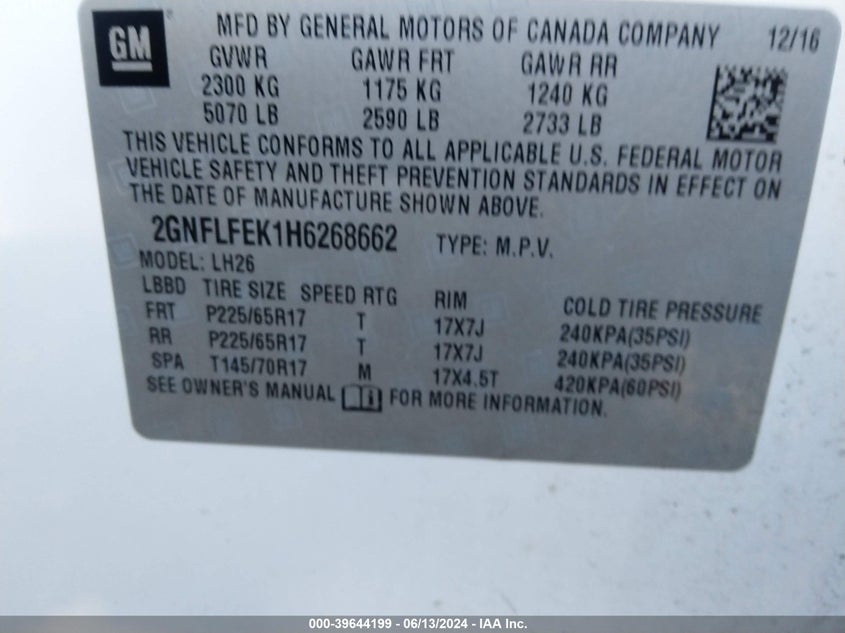 GM
MFD BY GENERAL MOTORS OF CANADA COMPANY 12/16
GVWR GAWR FRT GAWR RR
2300 KG 1175 KG 1240 KG
5070 LB 2590 LB 2733 LB
THIS VEHICLE CONFORMS TO ALL APPLICABLE U.S. FEDERAL MOTOR
VEHICLE SAFETY AND THEFT PREVENTION STANDARDS IN EFFECT ON
THE DATE OF MANUFACTURE SHOWN ABOVE.
2GNFLFEK1H6268662 TYPE: M.P.V.
MODEL: LH26
LBBD TIRE SIZE SPEED RTG RIM COLD TIRE PRESSURE
FRT P225/65R17 T 17X7J 240KPA(35PSI)
RR P225/65R17 T 17X7J 240KPA(35PSI)
SPA T145/70R17 M 17X4.5T 420KPA(60PSI)
SEE OWNER'S MANUAL FOR MORE INFORMATION.
000-39644199 - 06/13/2024 - IAA Inc.